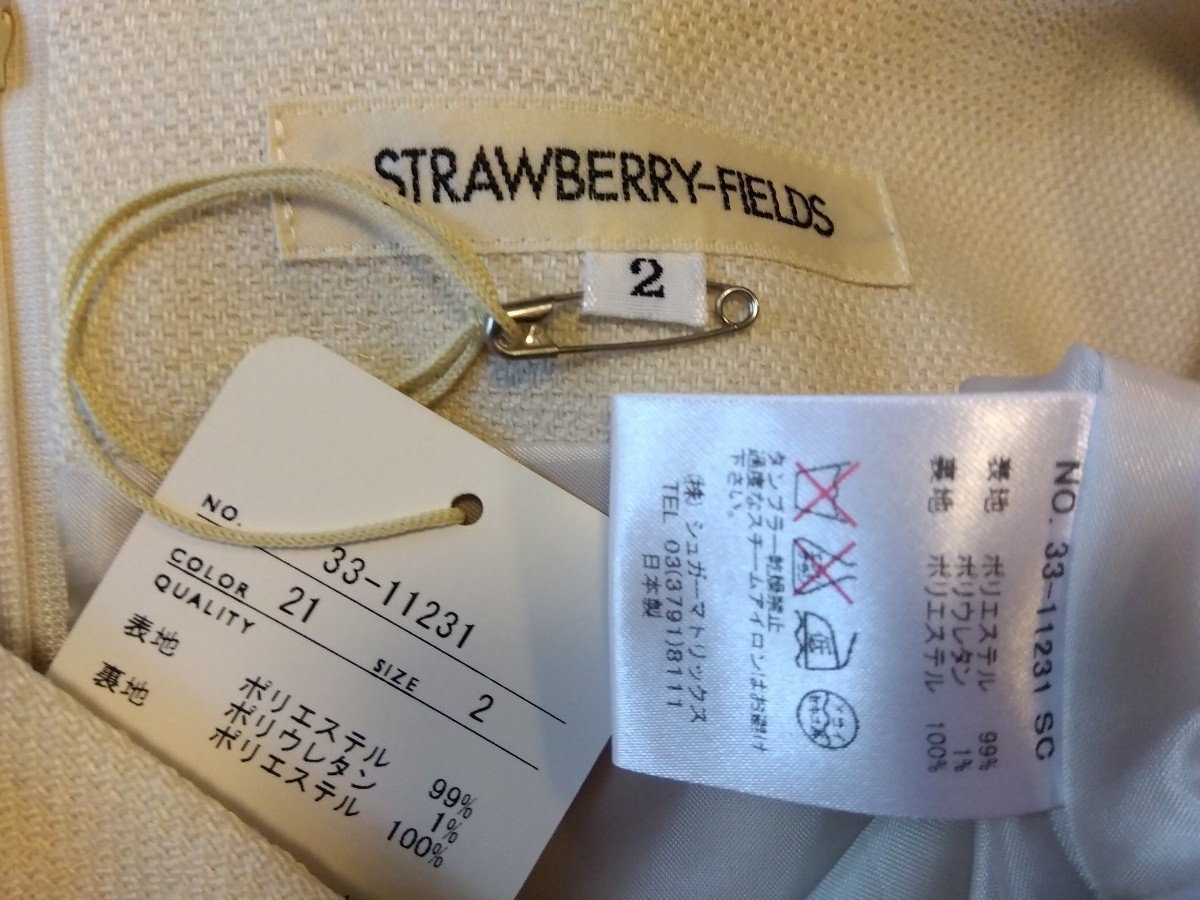 STRAWBERRY-FIELDS
2
NO. 33-11231
COLOR 21 SIZE 2
QUALITY
表地 ポリエステル 99%
ポリウレタン 1%
裏地 ポリエステル 100%
NO. 33-11231 SC
表地 ポリエステル 99%
ポリウレタン 1%
裏地 ポリエステル 100%
中
タンブラー乾燥禁止
過度なスチームアイロンはお避け
下さい。
(株)シュガーマトリックス
TEL 03(3791)8111
日本製